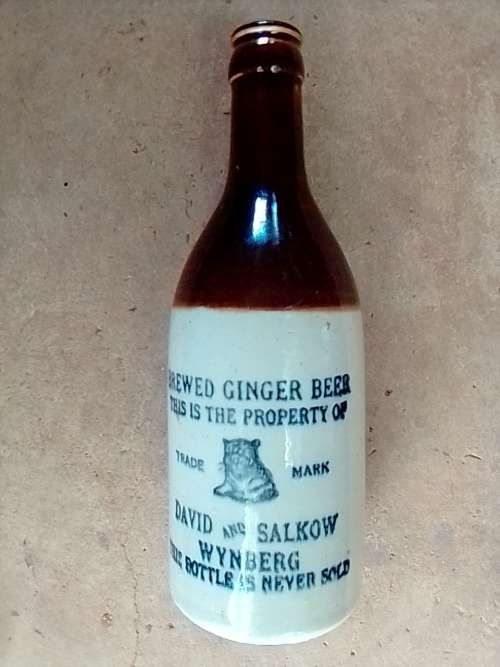 BREWED GINGER BEER
THIS IS THE PROPERTY OF
TRADE MARK
DAVID AND SALKOW
WYNBERG
THIS BOTTLE IS NEVER SOLD